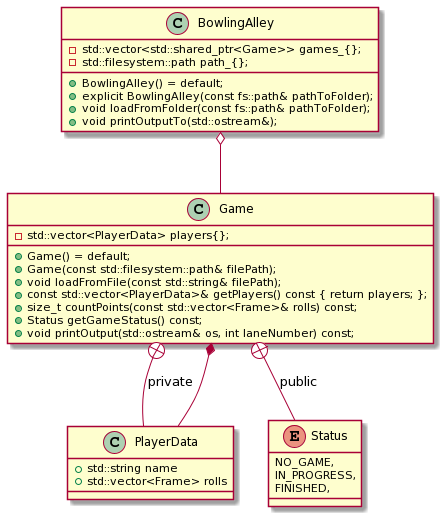 C BowlingAlley
std::vector<std::shared_ptr<Game>> games_{};
std::filesystem::path path_{};
BowlingAlley() = default;
explicit BowlingAlley(const fs::path& pathToFolder);
void loadFromFolder(const fs::path& pathToFolder);
void printOutputTo(std::ostream&);
C Game
std::vector<PlayerData> players{};
Game() = default;
Game(const std::filesystem::path& filePath);
void loadFromFile(const std::string& filePath);
const std::vector<PlayerData>& getPlayers() const { return players; };
size_t countPoints(const std::vector<Frame>& rolls) const;
Status getGameStatus() const;
void printOutput(std::ostream& os, int laneNumber) const;
private
public
C PlayerData
std::string name
std::vector<Frame> rolls
E Status
NO_GAME,
IN_PROGRESS,
FINISHED,